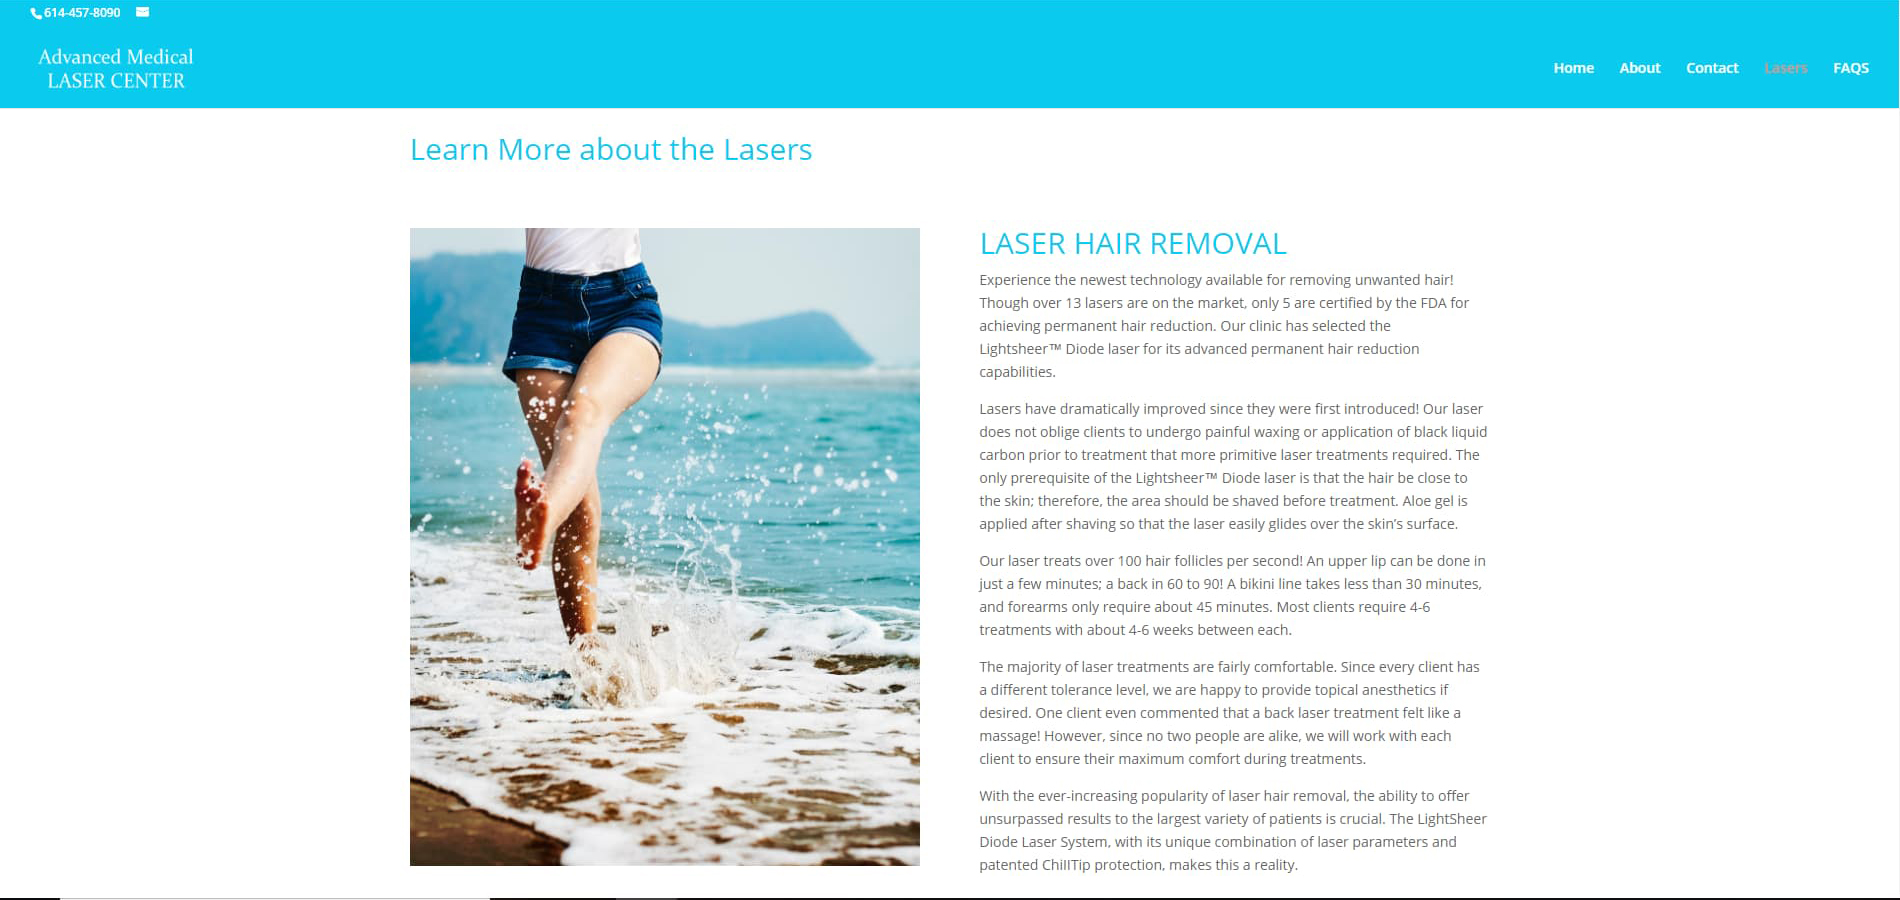 614-457-8090
Advanced Medical
LASER CENTER
Home About Contact Lasers FAQS
Learn More about the Lasers
LASER HAIR REMOVAL
Experience the newest technology available for removing unwanted hair!
Though over 13 lasers are on the market, only 5 are certified by the FDA for
achieving permanent hair reduction. Our clinic has selected the
Lightsheer™ Diode laser for its advanced permanent hair reduction
capabilities.
Lasers have dramatically improved since they were first introduced! Our laser
does not oblige clients to undergo painful waxing or application of black liquid
carbon prior to treatment that more primitive laser treatments required. The
only prerequisite of the Lightsheer™ Diode laser is that the hair be close to
the skin; therefore, the area should be shaved before treatment. Aloe gel is
applied after shaving so that the laser easily glides over the skin’s surface.
Our laser treats over 100 hair follicles per second! An upper lip can be done in
just a few minutes; a back in 60 to 90! A bikini line takes less than 30 minutes,
and forearms only require about 45 minutes. Most clients require 4-6
treatments with about 4-6 weeks between each.
The majority of laser treatments are fairly comfortable. Since every client has
a different tolerance level, we are happy to provide topical anesthetics if
desired. One client even commented that a back laser treatment felt like a
massage! However, since no two people are alike, we will work with each
client to ensure their maximum comfort during treatments.
With the ever-increasing popularity of laser hair removal, the ability to offer
unsurpassed results to the largest variety of patients is crucial. The LightSheer
Diode Laser System, with its unique combination of laser parameters and
patented ChillTip protection, makes this a reality.